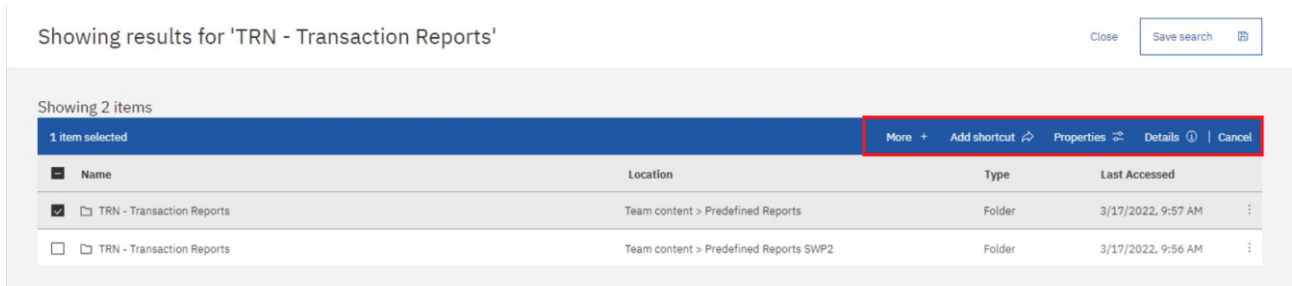 Showing results for 'TRN - Transaction Reports'
Close
Save search
Showing 2 items
1 item selected More + Add shortcut Properties Details | Cancel
Name Location Type Last Accessed
TRN - Transaction Reports Team content > Predefined Reports Folder 3/17/2022, 9:57 AM
TRN - Transaction Reports Team content > Predefined Reports SWP2 Folder 3/17/2022, 9:56 AM